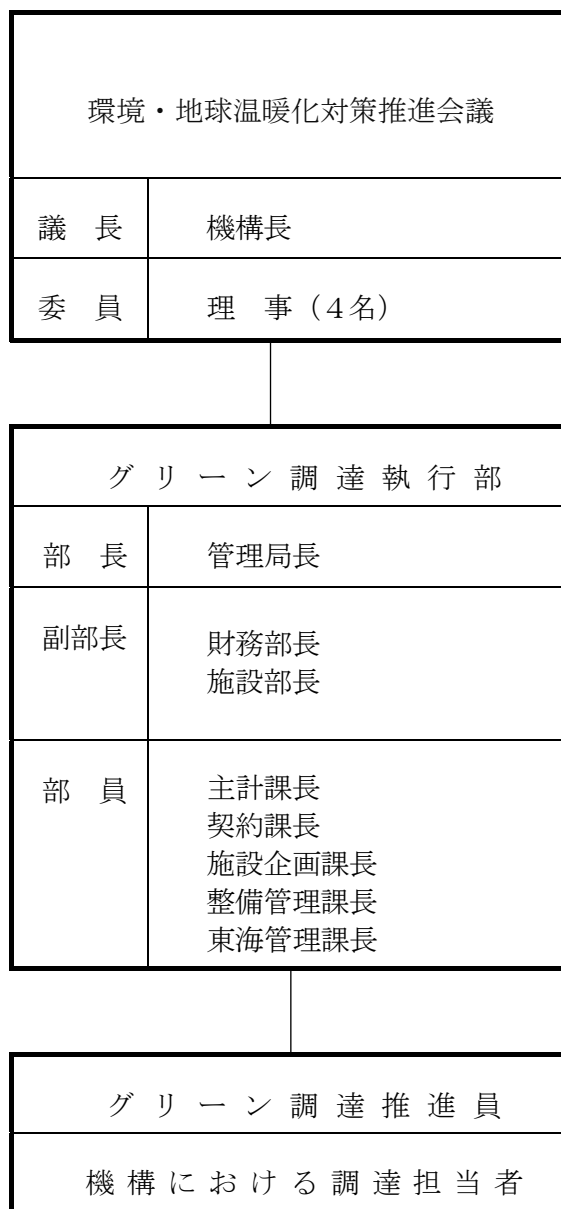 環境・地球温暖化対策推進会議
議　長　機構長
委　員　理　事（４名）
グリーン調達執行部
部　長　管理局長
副部長　財務部長
施設部長
部　員　主計課長
契約課長
施設企画課長
整備管理課長
東海管理課長
グリーン調達推進員
機構における調達担当者